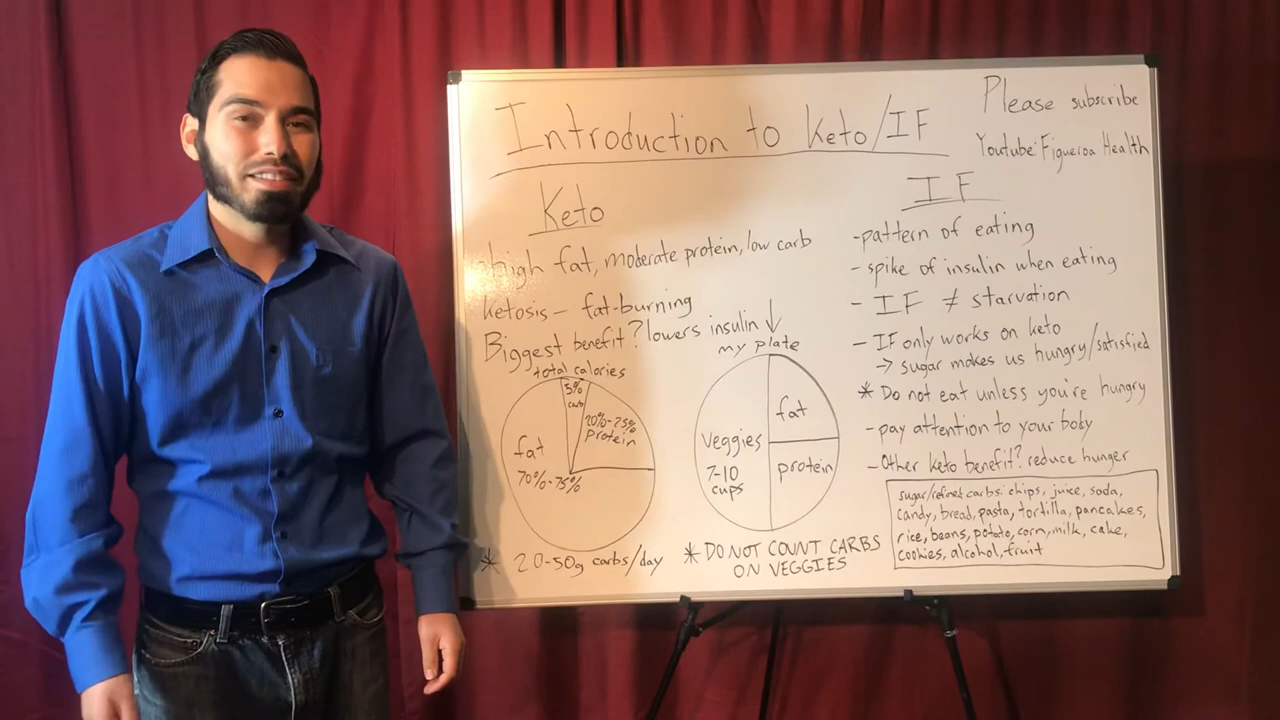 Introduction to Keto/IF
Please subscribe
Youtube: Figueroa Health
Keto
-high fat, moderate protein, low carb
ketosis - fat-burning
Biggest benefit? lowers insulin ↓
total calories
5%
carb
20%-25%
Protein
fat
70%-75%
* 20-50g carbs/day
my plate
veggies
7-10
cups
fat
protein
* DO NOT COUNT CARBS
ON VEGGIES
IF
-pattern of eating
- spike of insulin when eating
- IF ≠ starvation
- IF only works on keto
→ sugar makes us hungry/satisfied
* Do not eat unless you're hungry
- pay attention to your body
- Other keto benefit? reduce hunger
sugar/refined carbs: chips, juice, soda,
candy, bread, pasta, tortilla, pancakes,
rice, beans, potato, corn, milk, cake,
cookies, alcohol, fruit